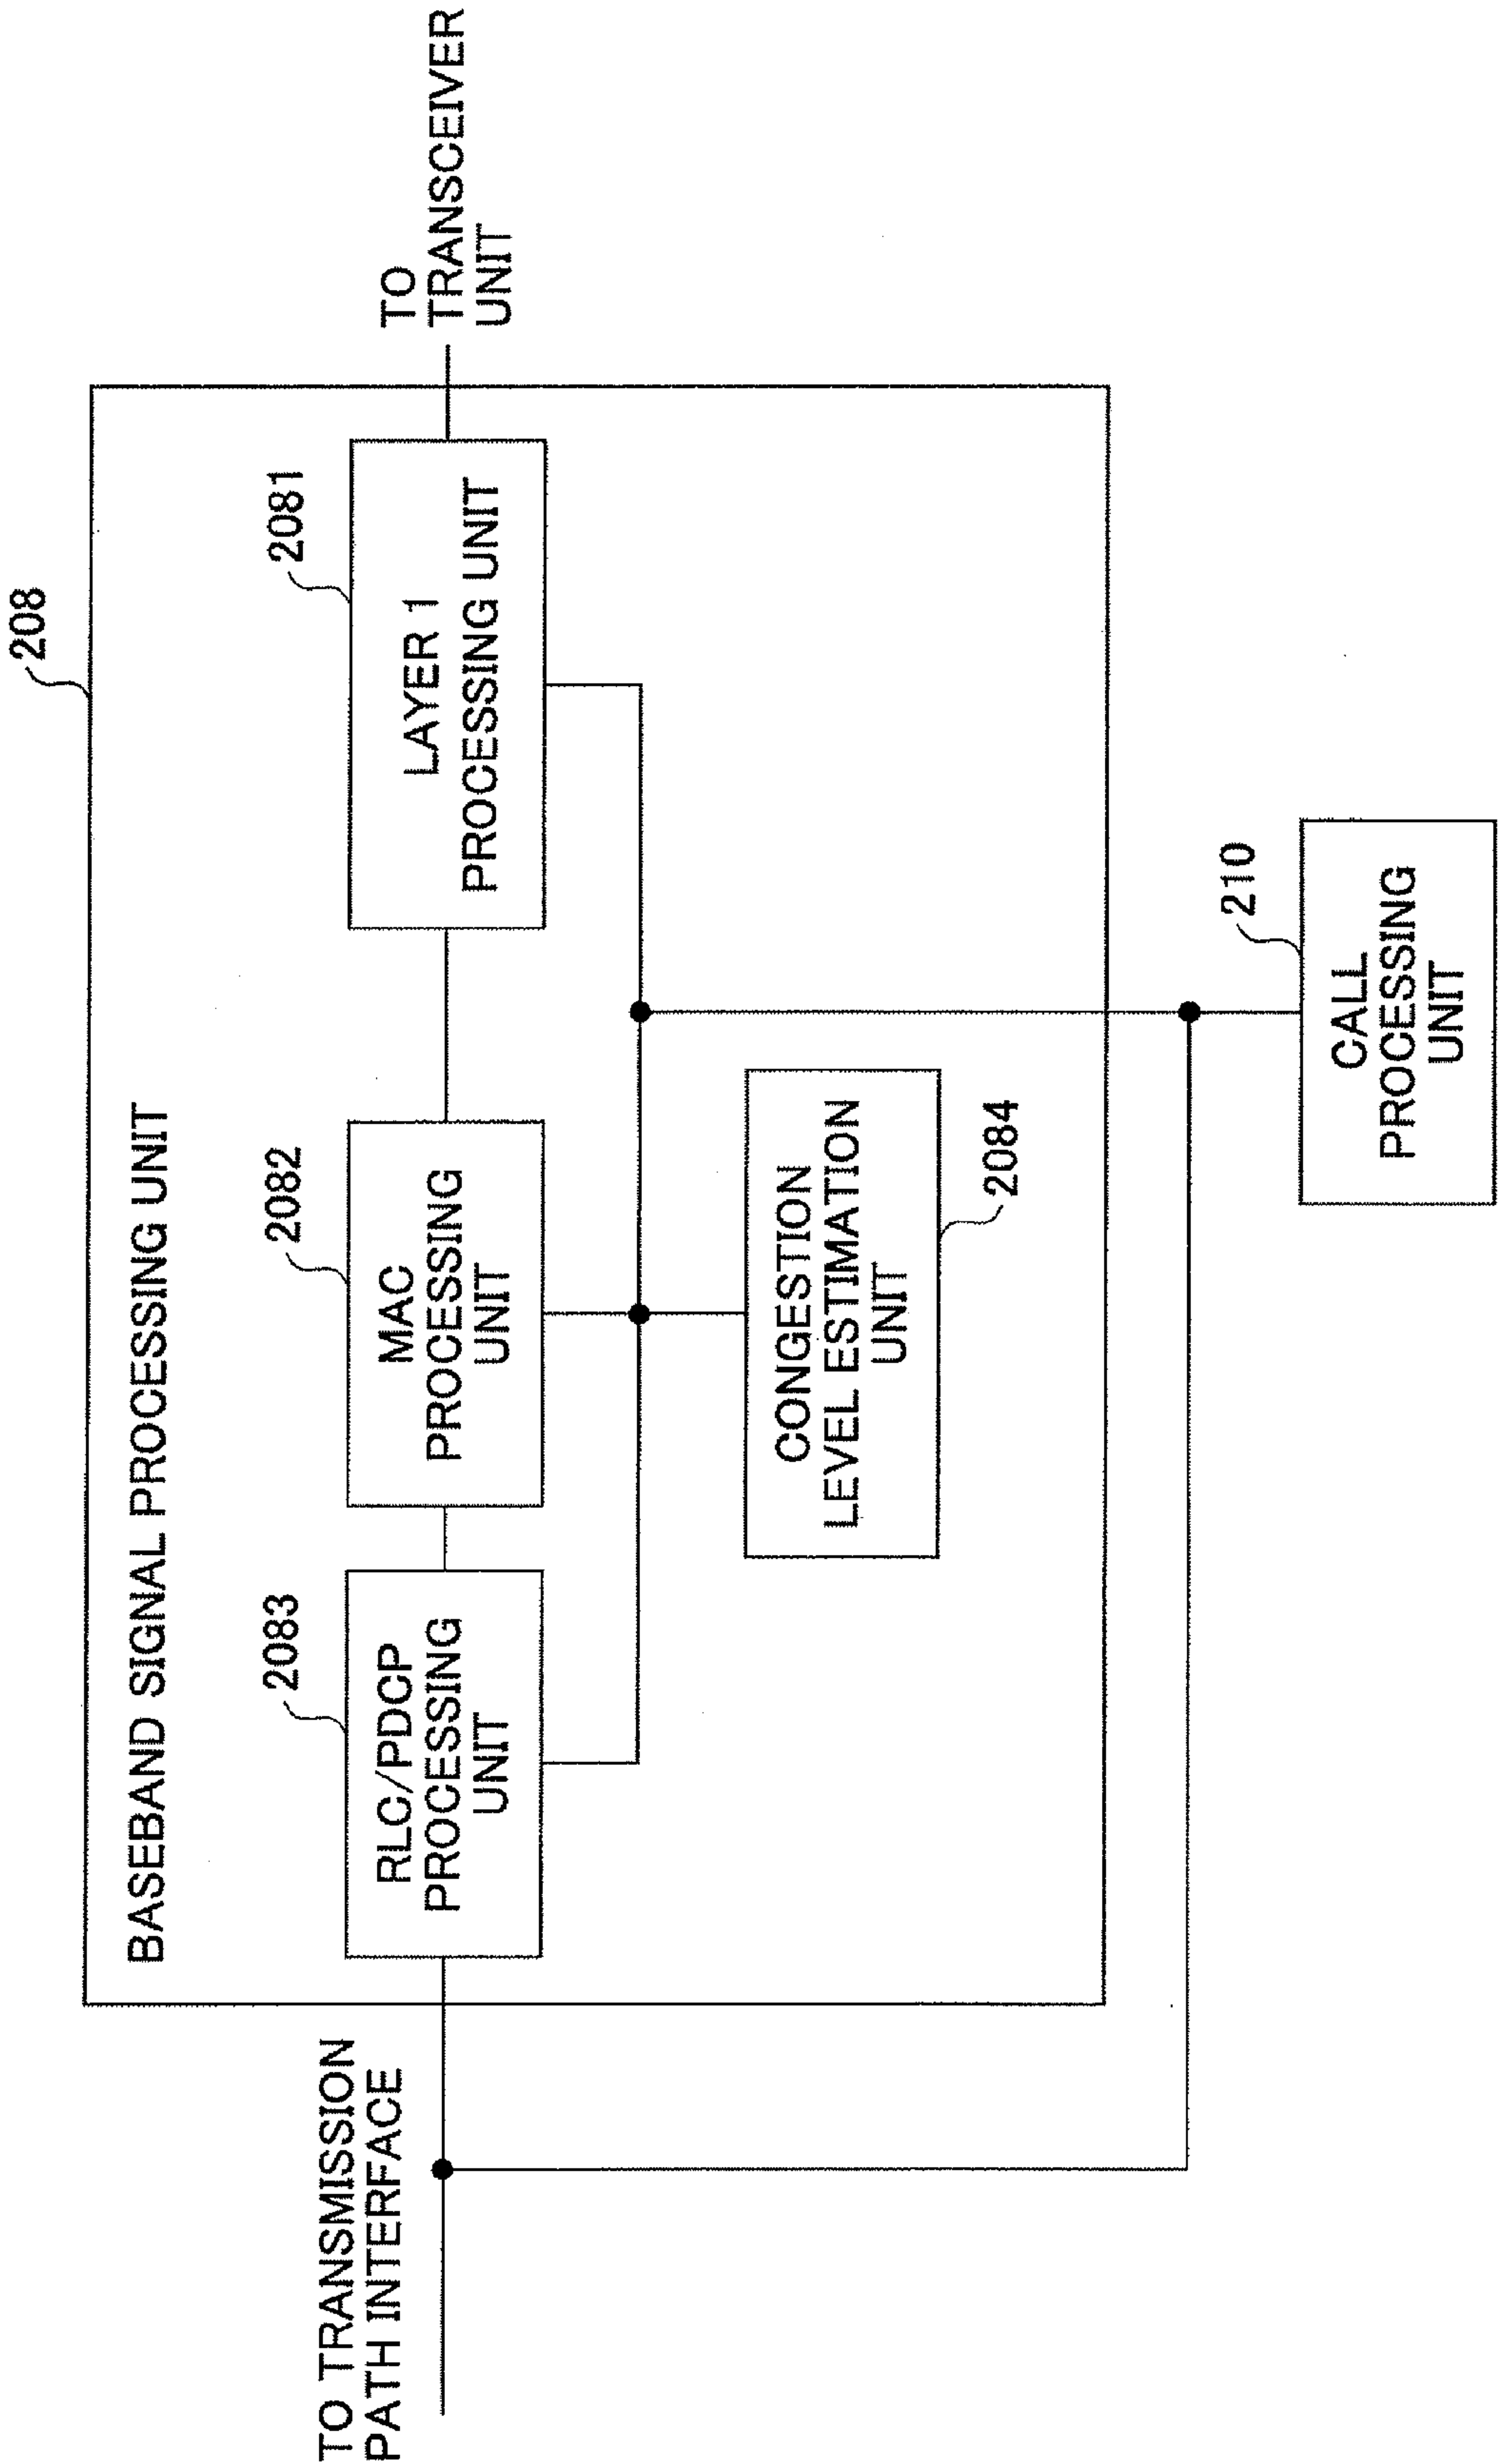 208
BASEBAND SIGNAL PROCESSING UNIT
2083
RLC/PDCP
PROCESSING
UNIT
2082
MAC
PROCESSING
UNIT
2081
LAYER 1
PROCESSING UNIT
TO
TRANSCEIVER
UNIT
TO TRANSMISSION
PATH INTERFACE
CONGESTION
LEVEL ESTIMATION
UNIT
2084
210
CALL
PROCESSING
UNIT